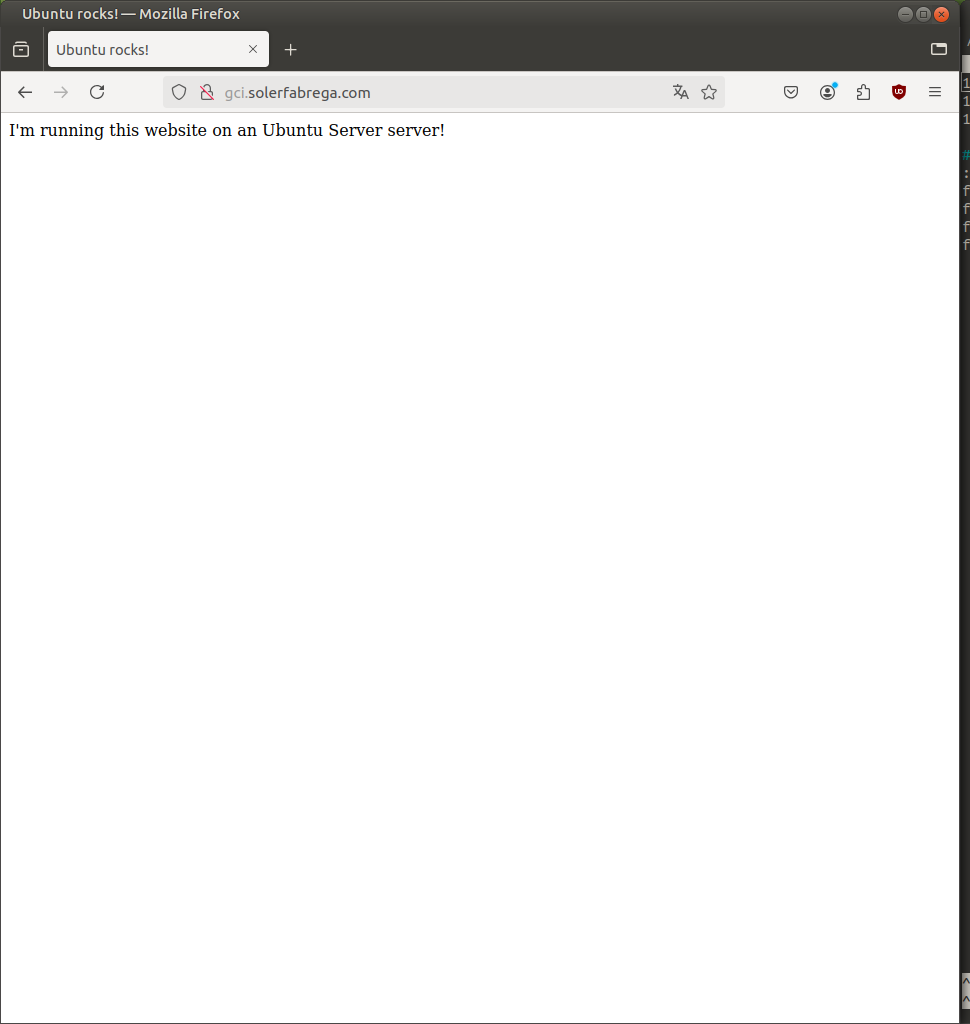 Ubuntu rocks! — Mozilla Firefox
Ubuntu rocks!
gci.solerfabrega.com
I'm running this website on an Ubuntu Server server!